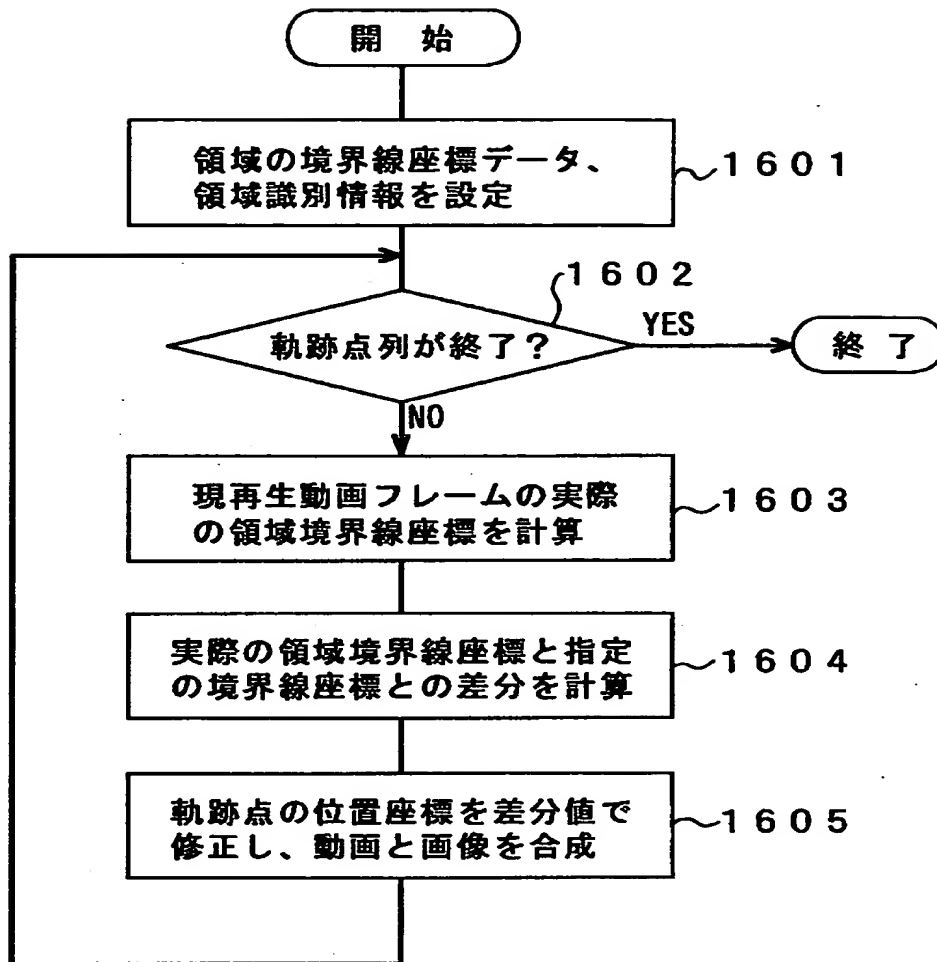 開 始
領域の境界線座標データ、
領域識別情報を設定
1601
1602
軌跡点列が終了?
YES
終 了
NO
現再生動画フレームの実際
の領域境界線座標を計算
1603
実際の領域境界線座標と指定
の境界線座標との差分を計算
1604
軌跡点の位置座標を差分値で
修正し、動画と画像を合成
1605